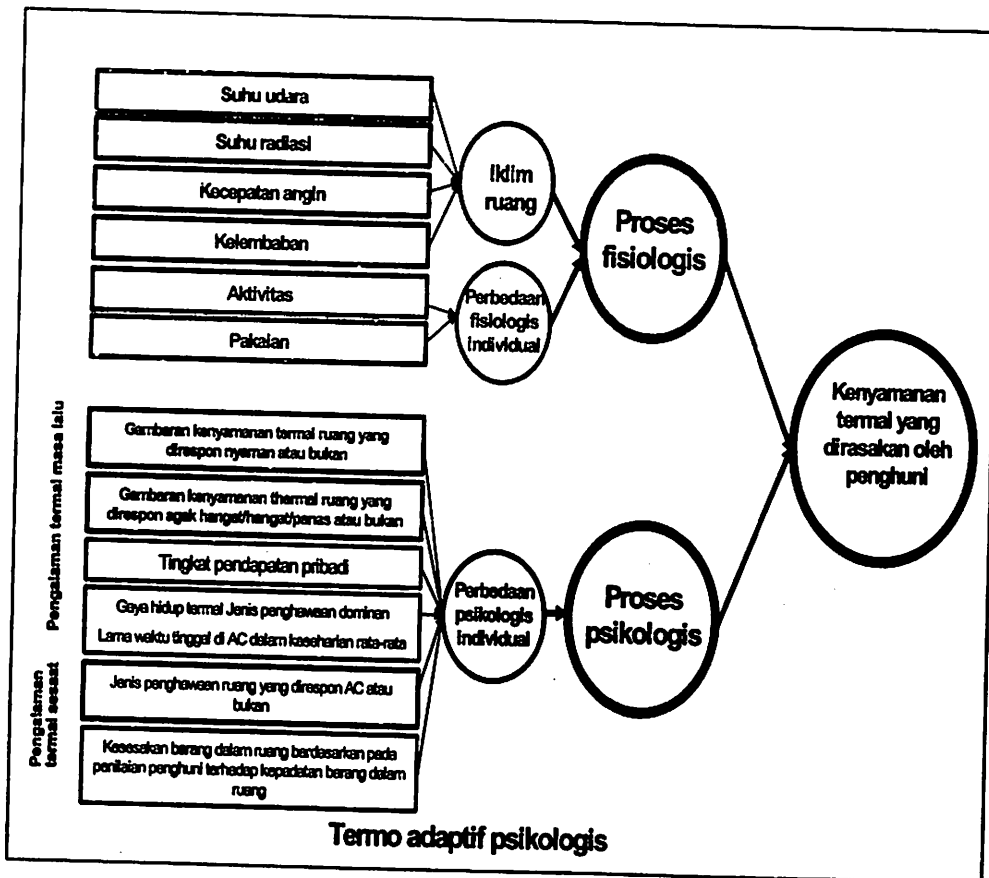 Suhu udara
Suhu radiasi
Kecepatan angin
Kelembaban
Aktivitas
Pakaian
Iklim
ruang
Perbedaan
fisiologis
individual
Proses
fisiologis
Kenyamanan
termal yang
dirasakan oleh
penghuni
Pengalaman termal masa lalu
Gambaran kenyamanan termal ruang yang
direspon nyaman atau bukan
Gambaran kenyamanan thermal ruang yang
direspon agak hangat/hangat/panas atau bukan
Tingkat pendapatan pribadi
Gaya hidup termal Jenis penghawaan dominan
Lama waktu tinggal di AC dalam keseharian rata-rata
Pengalaman
termal sesaat
Jenis penghawaan ruang yang direspon AC atau
bukan
Kesesakan barang dalam ruang berdasarkan pada
penilaian penghuni terhadap kepadatan barang dalam
ruang
Perbedaan
psikologis
individual
Proses
psikologis
Termo adaptif psikologis